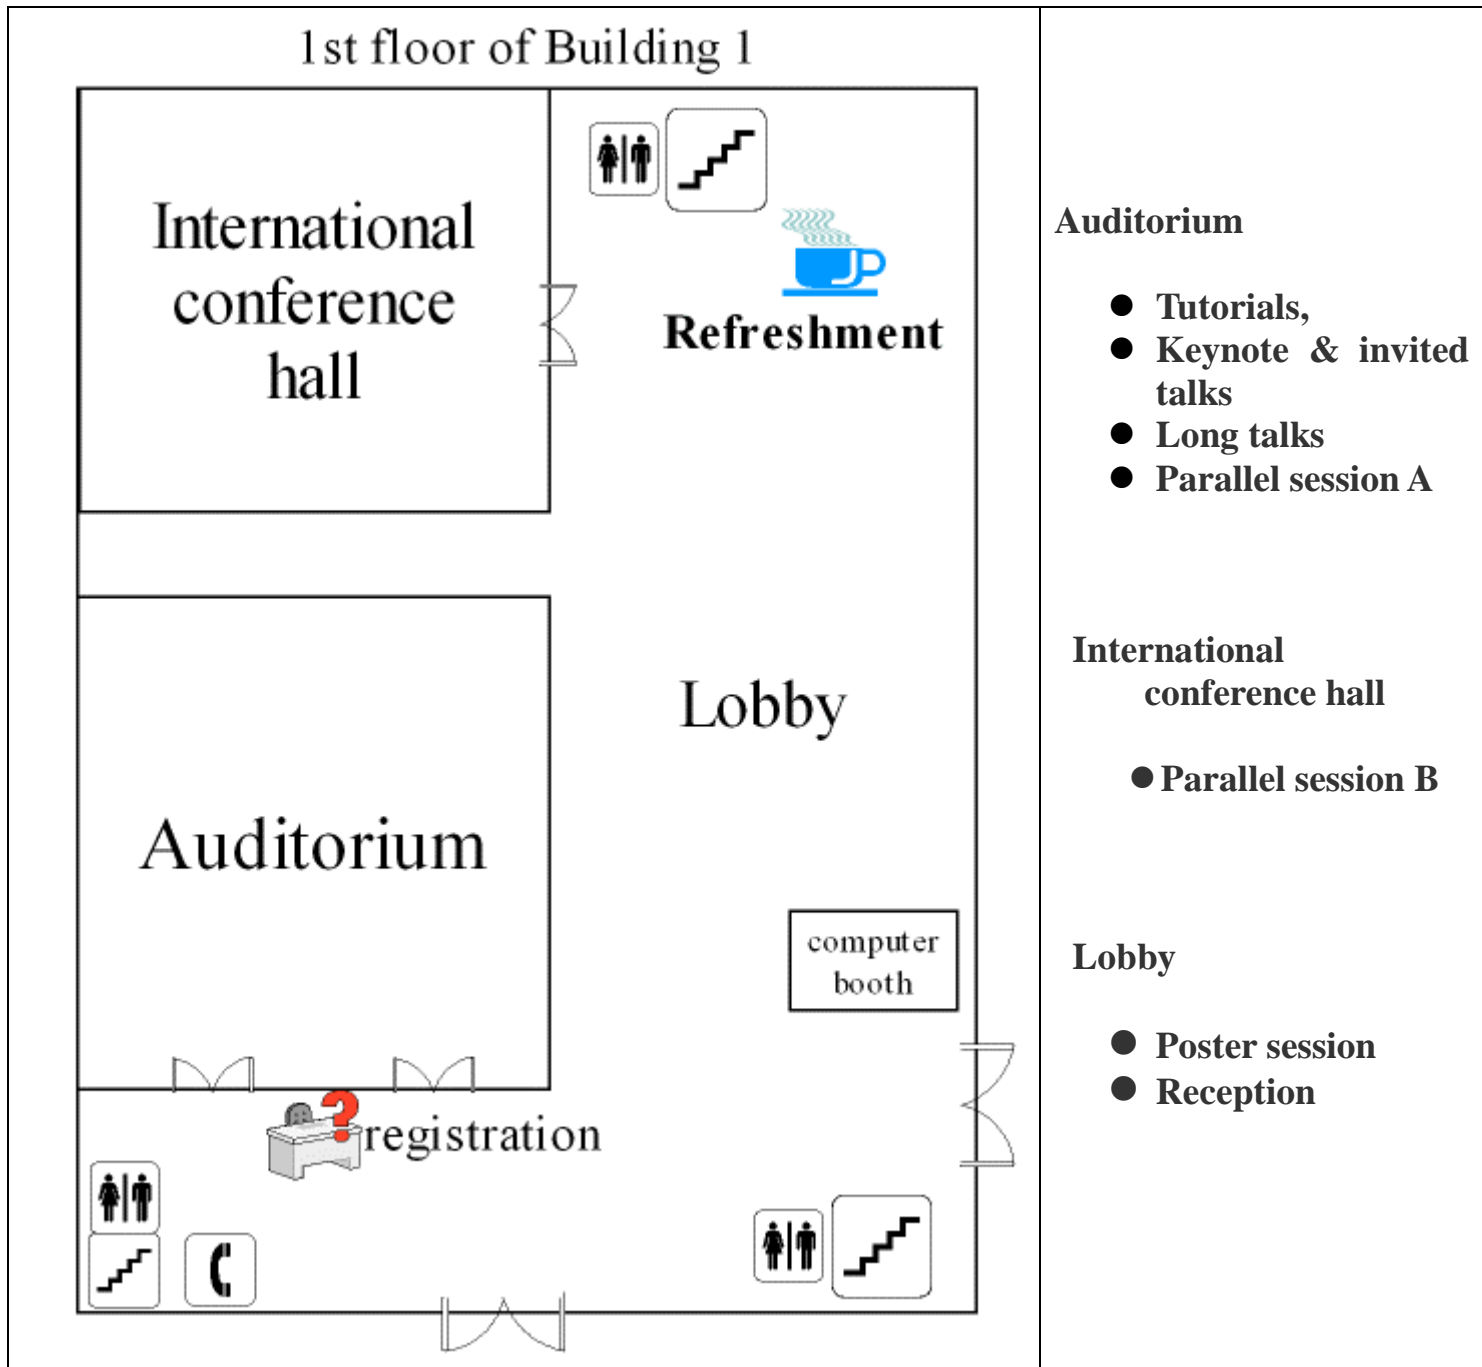 1st floor of Building 1
International
conference
hall
Refreshment
Lobby
Auditorium
computer
booth
?
registration
Auditorium
● Tutorials,
● Keynote & invited
talks
● Long talks
● Parallel session A
International
conference hall
● Parallel session B
Lobby
● Poster session
● Reception